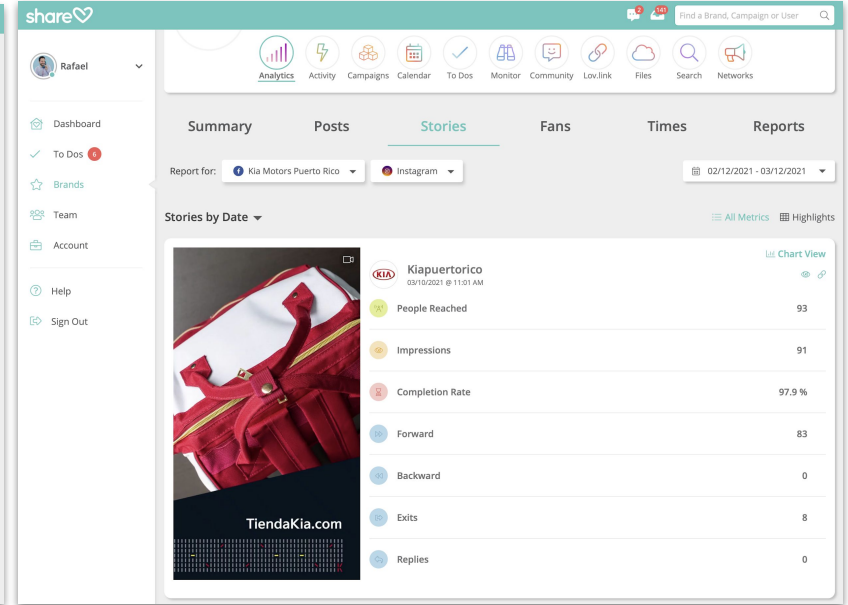 share
2
141
Find a Brand, Campaign or User
Rafael
Analytics
Activity
Campaigns
Calendar
To Dos
Monitor
Community
Lov.link
Files
Search
Networks
Dashboard
To Dos 6
Brands
Team
Account
Help
Sign Out
Summary
Posts
Stories
Fans
Times
Reports
Report for:
Kia Motors Puerto Rico
Instagram
02/12/2021 - 03/12/2021
Stories by Date
All Metrics
Highlights
TiendaKia.com
Chart View
KIA
Kiapuertorico
03/10/2021 @ 11:01 AM
People Reached 93
Impressions 91
Completion Rate 97.9 %
Forward 83
Backward 0
Exits 8
Replies 0